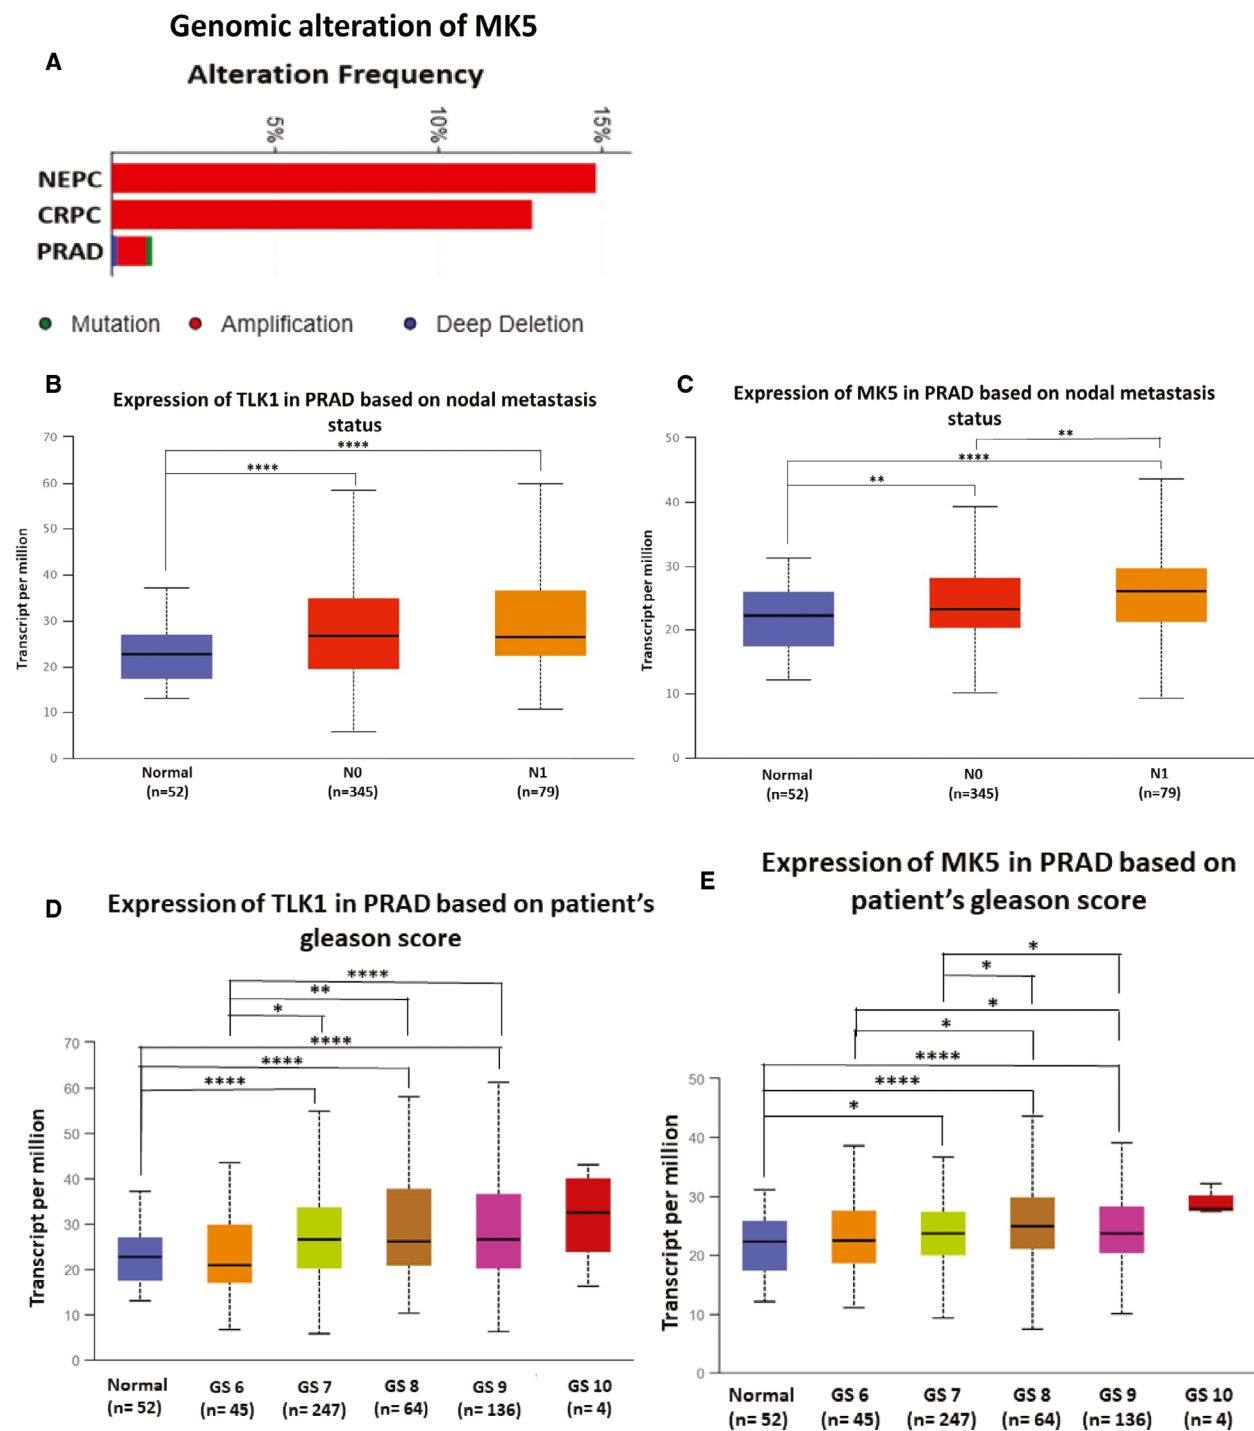 Genomic alteration of MK5
A
Alteration Frequency
5%
10%
15%
NEPC
CRPC
PRAD
Mutation
Amplification
Deep Deletion
B
Expression of TLK1 in PRAD based on nodal metastasis
status
****
****
Transcript per million
70
60
50
40
30
20
10
0
Normal
(n=52)
N0
(n=345)
N1
(n=79)
C
Expression of MK5 in PRAD based on nodal metastasis
status
**
****
**
Transcript per million
50
40
30
20
10
0
Normal
(n=52)
N0
(n=345)
N1
(n=79)
D
Expression of TLK1 in PRAD based on patient's
gleason score
****
**
*
****
****
****
Transcript per million
70
60
50
40
30
20
10
0
Normal
(n= 52)
GS 6
(n= 45)
GS 7
(n= 247)
GS 8
(n= 64)
GS 9
(n= 136)
GS 10
(n= 4)
E
Expression of MK5 in PRAD based on
patient's gleason score
*
*
*
*
****
****
*
Transcript per million
50
40
30
20
10
0
Normal
(n= 52)
GS 6
(n= 45)
GS 7
(n= 247)
GS 8
(n= 64)
GS 9
(n= 136)
GS 10
(n= 4)